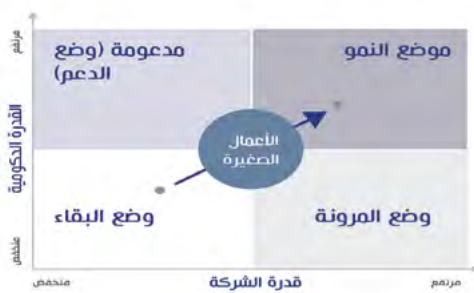 موضع النمو
مدعومة (وضع
الدعم)
مرتفع
القدرة الحكومية
منخفض
الأعمال
الصغيرة
وضع المرونة
وضع البقاء
مرتفع
قدرة الشركة
منخفض